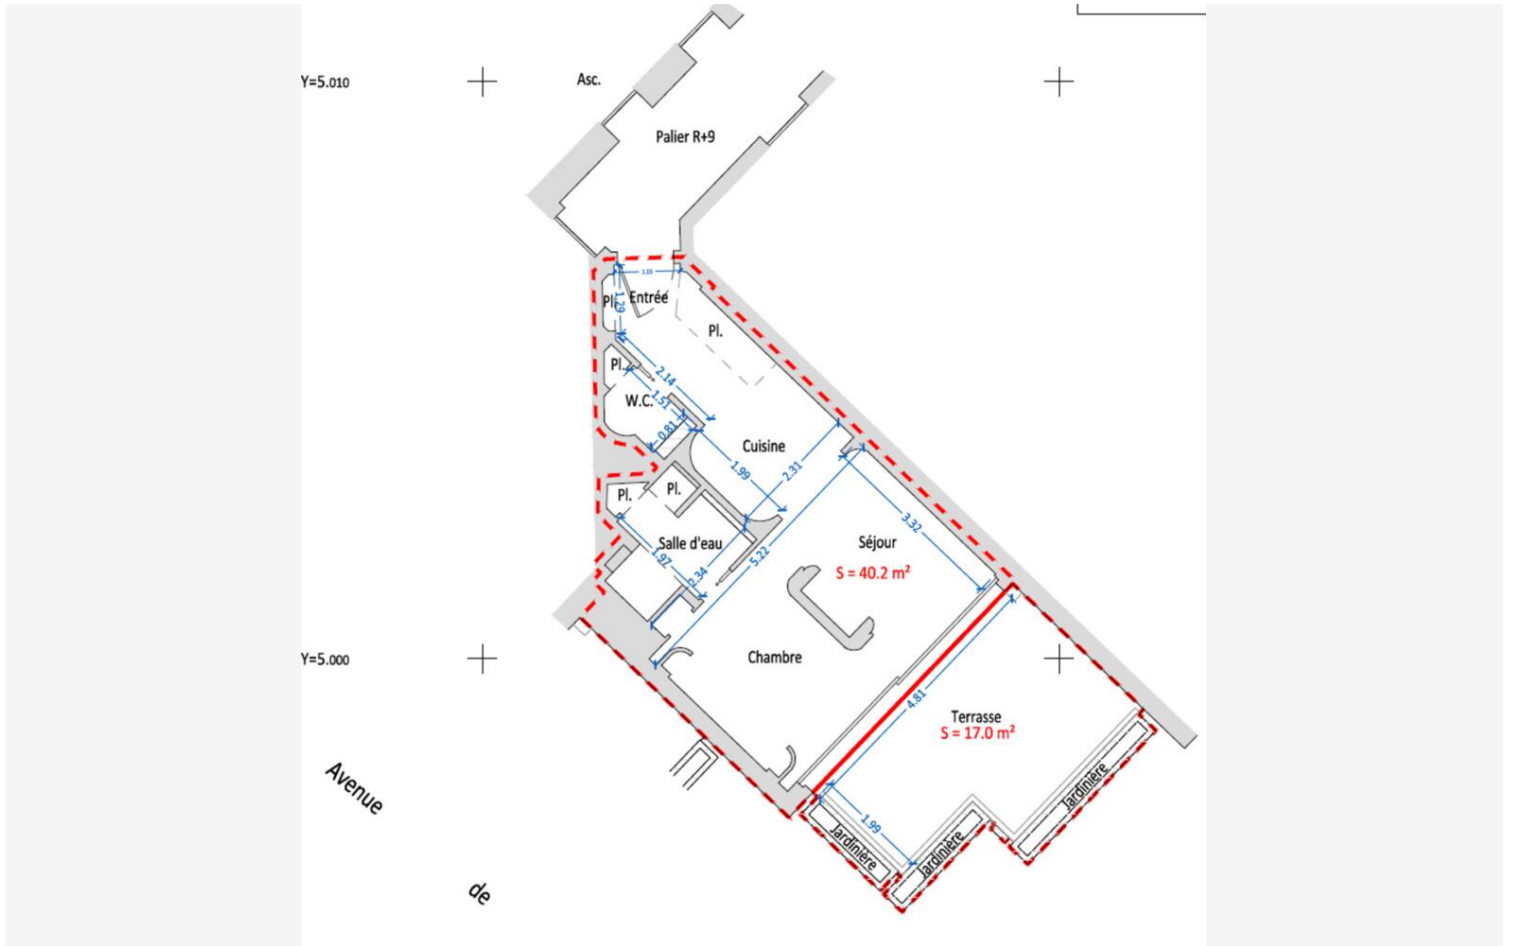 Y=5.010
Asc.
Palier R+9
1.15
Entrée
Pl.
1.29
Pl.
Pl.
2.14
W.C.
1.51
0.81
Cuisine
1.99
2.31
Pl.
Pl.
3.32
Salle d'eau
1.97
2.34
5.22
Séjour
S = 40.2 m²
Y=5.000
Chambre
4.81
Terrasse
S = 17.0 m²
Avenue
Jardinière
1.99
Jardinière
Jardinière
de